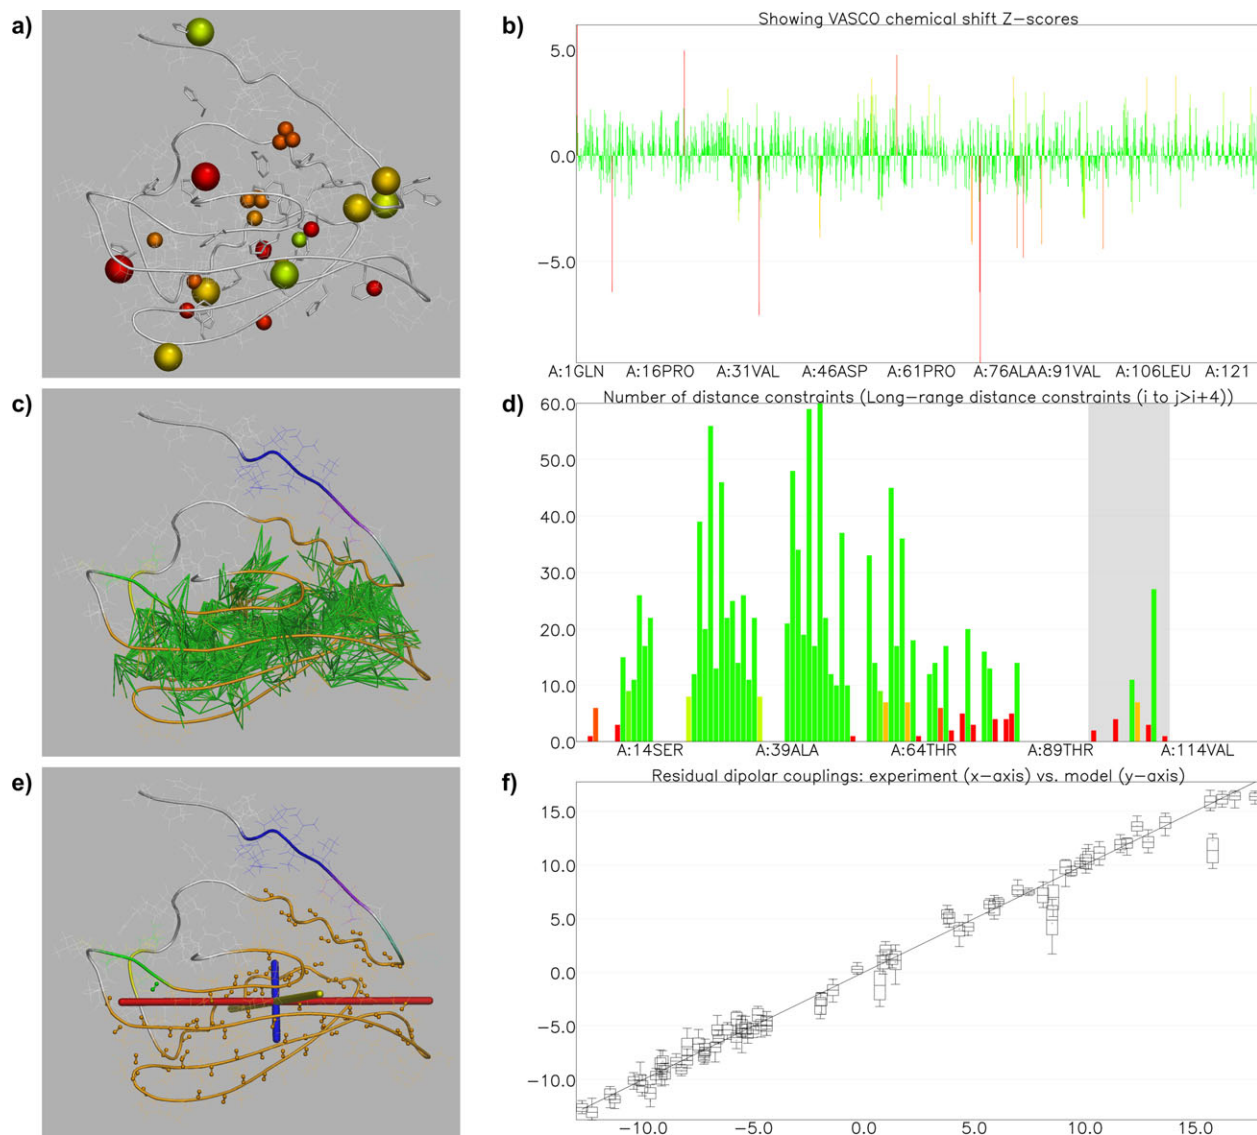 a)
b)
Showing VASCO chemical shift Z-scores
5.0
0.0
-5.0
A:1GLN A:16PRO A:31VAL A:46ASP A:61PRO A:76ALAA:91VAL A:106LEU A:121
c)
d)
Number of distance constraints (Long-range distance constraints (i to j>i+4))
60.0
50.0
40.0
30.0
20.0
10.0
0.0
A:14SER A:39ALA A:64THR A:89THR A:114VAL
e)
f)
Residual dipolar couplings: experiment (x-axis) vs. model (y-axis)
15.0
10.0
5.0
0.0
-5.0
-10.0
-10.0 -5.0 0.0 5.0 10.0 15.0